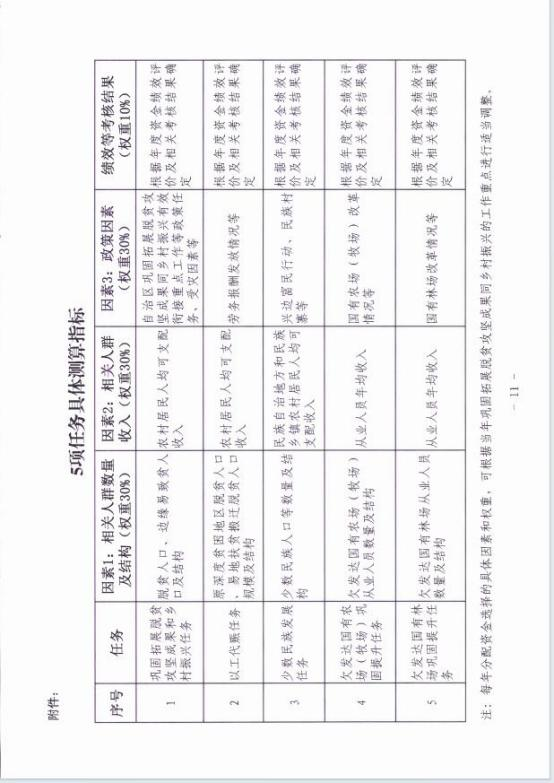 附件：
5项任务具体测算指标
序号 任务 因素1：相关人群数量及结构（权重30%） 因素2：相关人群收入（权重30%） 因素3：政策因素（权重30%） 绩效等考核结果（权重10%）
1 巩固拓展脱贫攻坚成果和乡村振兴任务 脱贫人口、边缘易致贫人口及结构 农村居民人均可支配收入 自治区巩固拓展脱贫攻坚成果同乡村振兴有效衔接重点工作等政策任务、受灾因素等 根据年度资金绩效评价及相关考核结果确定
2 以工代赈任务 原深度贫困地区脱贫人口、易地扶贫搬迁脱贫人口规模及结构 农村居民人均可支配收入 劳务报酬发放情况等 根据年度资金绩效评价及相关考核结果确定
3 少数民族发展任务 少数民族人口等数量及结构 民族自治地方和民族乡镇农村居民人均可支配收入 兴边富民行动、民族村寨等 根据年度资金绩效评价及相关考核结果确定
4 欠发达国有农场（牧场）巩固提升任务 欠发达国有农场（牧场）从业人员数量及结构 从业人员年均收入 国有农场（牧场）改革情况等 根据年度资金绩效评价及相关考核结果确定
5 欠发达国有林场巩固提升任务 欠发达国有林场从业人员数量及结构 从业人员年均收入 国有林场改革情况等 根据年度资金绩效评价及相关考核结果确定
注：每年分配资金选择的具体因素和权重，可根据当年巩固拓展脱贫攻坚成果同乡村振兴的工作重点进行适当调整。
- 11 -